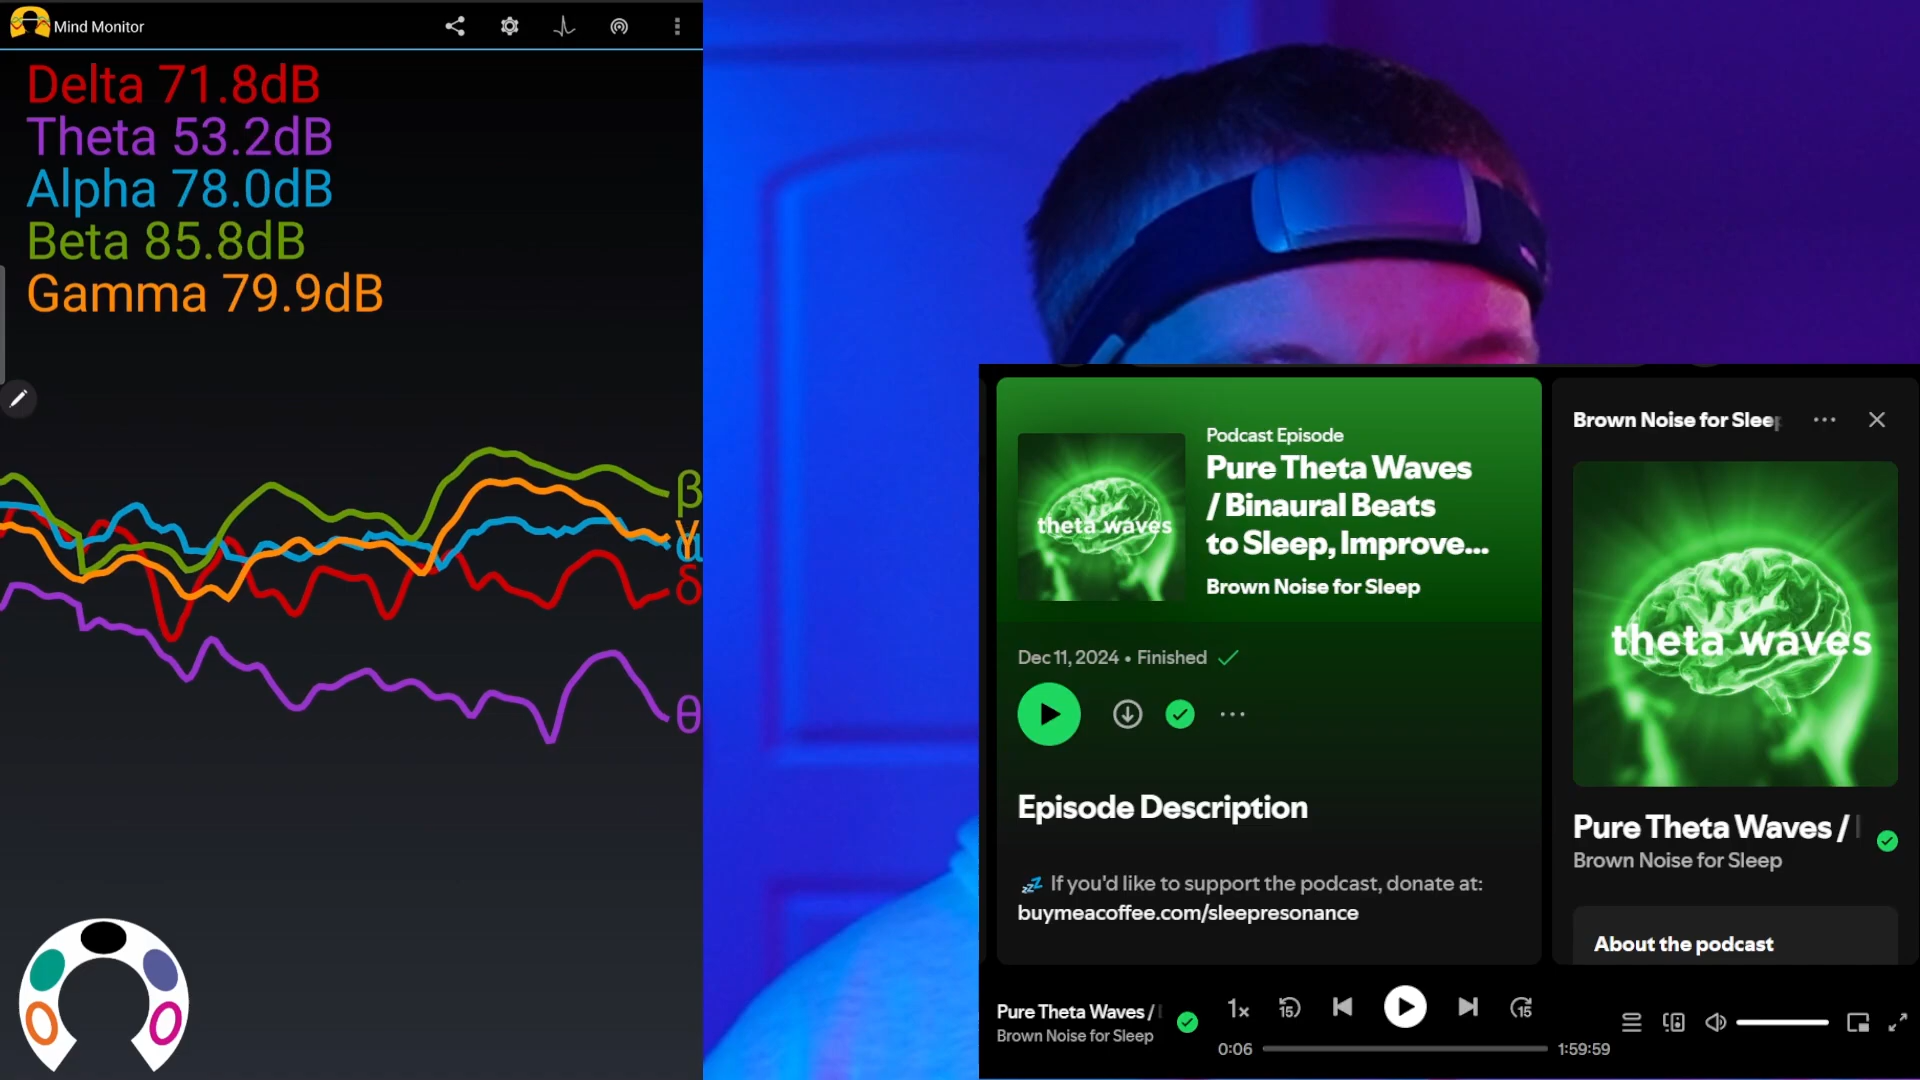 Mind Monitor
Delta 71.8dB
Theta 53.2dB
Alpha 78.0dB
Beta 85.8dB
Gamma 79.9dB
β
γ
α
δ
θ
theta waves
Podcast Episode
Pure Theta Waves
/ Binaural Beats
to Sleep, Improve...
Brown Noise for Sleep
Dec 11, 2024 • Finished
Episode Description
💤 If you'd like to support the podcast, donate at:
buymeacoffee.com/sleepresonance
Brown Noise for Sleep
theta waves
Pure Theta Waves /
Brown Noise for Sleep
About the podcast
Pure Theta Waves /
Brown Noise for Sleep
1x
15
15
0:06
1:59:59